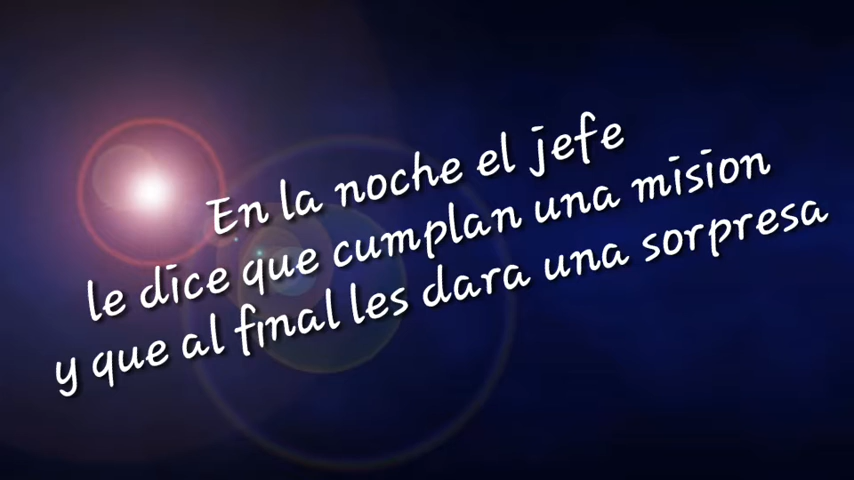 En la noche el jefe
le dice que cumplan una mision
y que al final les dara una sorpresa